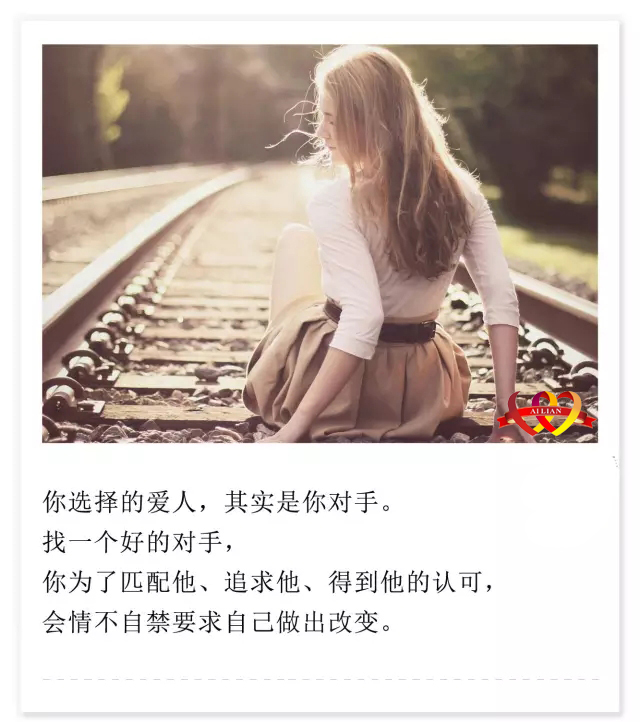 AILIAN
你选择的爱人，其实是你对手。
找一个好的对手，
你为了匹配他、追求他、得到他的认可，
会情不自禁要求自己做出改变。